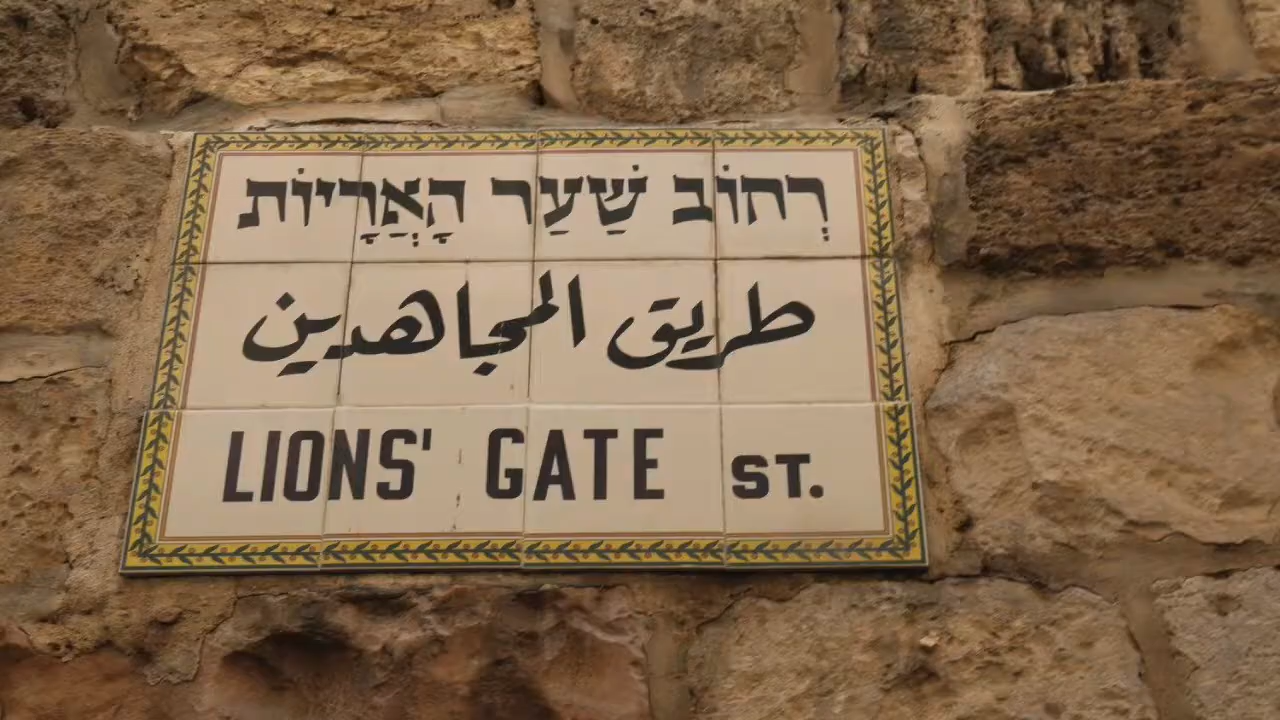 רְחוֹב שַׁעַר הָאֲרָיוֹת
طريق المجاهدين
LIONS' GATE ST.